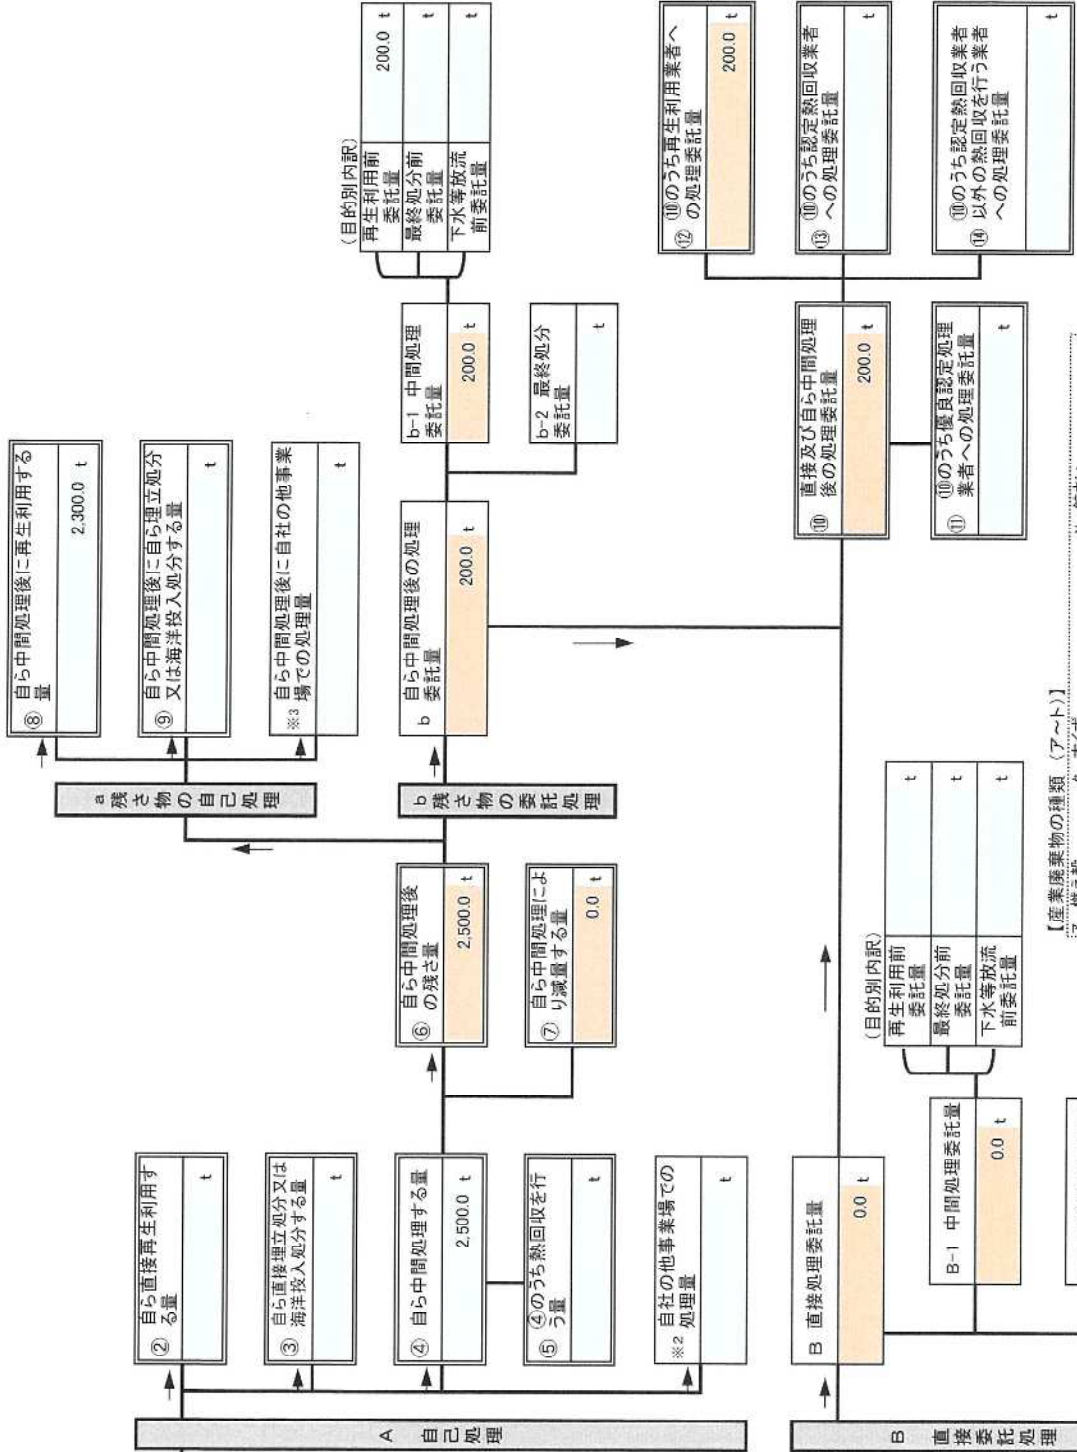 A 自己処理
② 自ら直接再生利用す
る量
t
③ 自ら直接埋立処分又は
海洋投入処分する量
t
④ 自ら中間処理する量
2,500.0 t
⑤ ④のうち熱回収を行
う量
t
※2 自社の他事業場での
処理量
t
⑥ 自ら中間処理後
の残さ量
2,500.0 t
⑦ 自ら中間処理によ
り減量する量
0.0 t
a 残さ物の自己処理
⑧ 自ら中間処理後に再生利用する
量
2,300.0 t
⑨ 自ら中間処理後に自ら埋立処分
又は海洋投入処分する量
t
※3 自ら中間処理後に自社の他事業
場での処理量
t
b 残さ物の委託処理
b 自ら中間処理後の処理
委託量
200.0 t
b-1 中間処理
委託量
200.0 t
b-2 最終処分
委託量
t
(目的別内訳)
再生利用前
委託量
200.0 t
最終処分前
委託量
t
下水等放流
前委託量
t
B 直接委託処理
B 直接処理委託量
0.0 t
B-1 中間処理委託量
0.0 t
(目的別内訳)
再生利用前
委託量
t
最終処分前
委託量
t
下水等放流
前委託量
t
⑩ 直接及び自ら中間処理
後の処理委託量
200.0 t
⑪ ⑩のうち優良認定処理
業者への処理委託量
t
⑫ ⑩のうち再生利用業者へ
の処理委託量
200.0 t
⑬ ⑩のうち認定熱回収業者
への処理委託量
t
⑭ ⑩のうち認定熱回収業者
以外の熱回収を行う業者
への処理委託量
t
【産業廃棄物の種類 (ア~ト)】